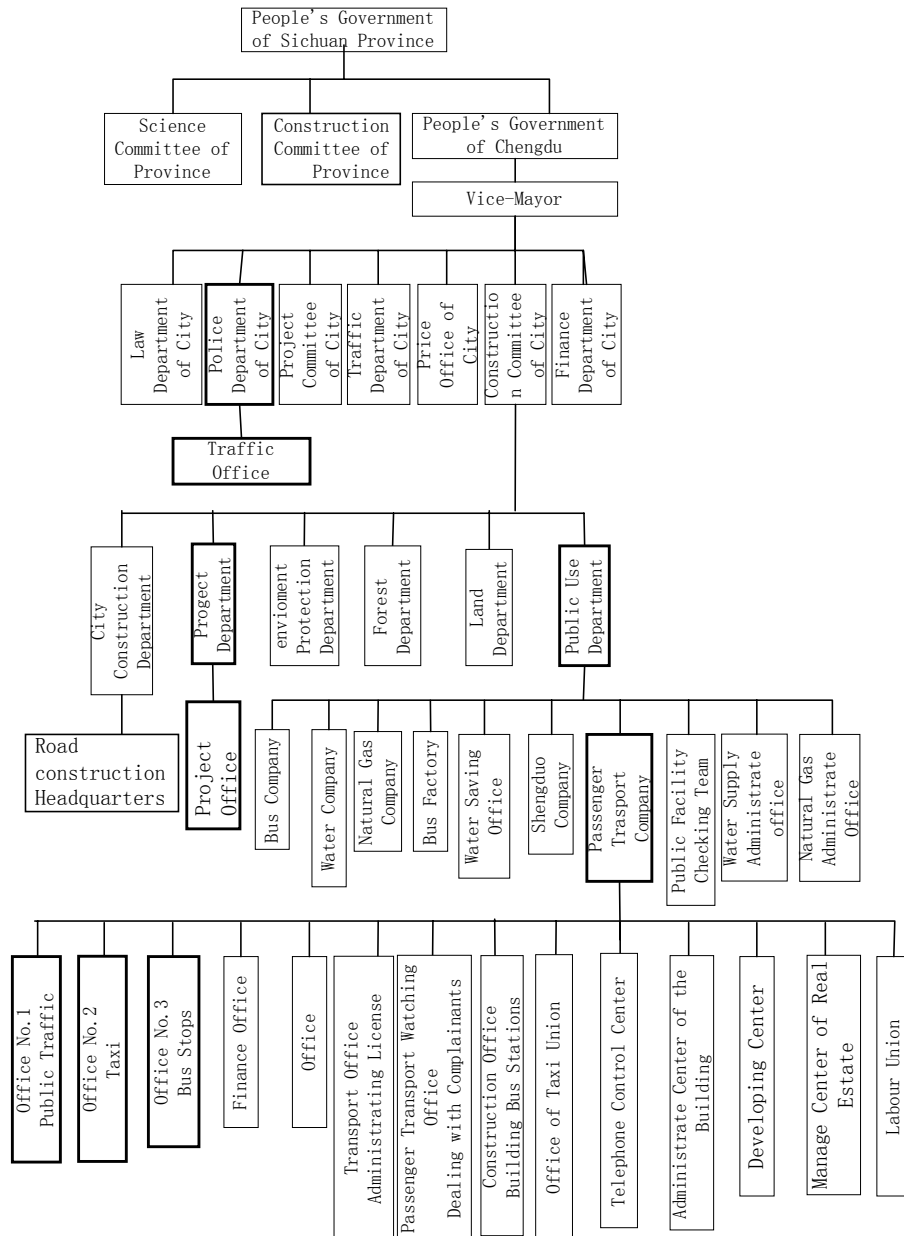 People's Government
of Sichuan Province
Science
Committee of
Province
Construction
Committee of
Province
People's Government
of Chengdu
Vice-Mayor
Law
Department
of City
Police
Department
of City
Project
Committee
of City
Traffic
Department
of City
Price
Office of
City
Constructio
n Committee
of City
Finance
Department
of City
Traffic
Office
City
Construction
Department
Progect
Department
envioment
Protection
Department
Forest
Department
Land
Department
Public Use
Department
Road
construction
Headquarters
Project
Office
Bus Company
Water Company
Natural Gas
Company
Bus Factory
Water Saving
Office
Shengduo
Company
Passenger
Trasport
Company
Public Facility
Checking Team
Water Supply
Administrate
office
Natural Gas
Administrate
Office
Office No.1
Public Traffic
Office No.2
Taxi
Office No.3
Bus Stops
Finance Office
Office
Transport Office
Administrating License
Passenger Transport Watching
Office
Dealing with Complainants
Construction Office
Building Bus Stations
Office of Taxi Union
Telephone Control Center
Administrate Center of the
Building
Developing Center
Manage Center of Real
Estate
Labour Union